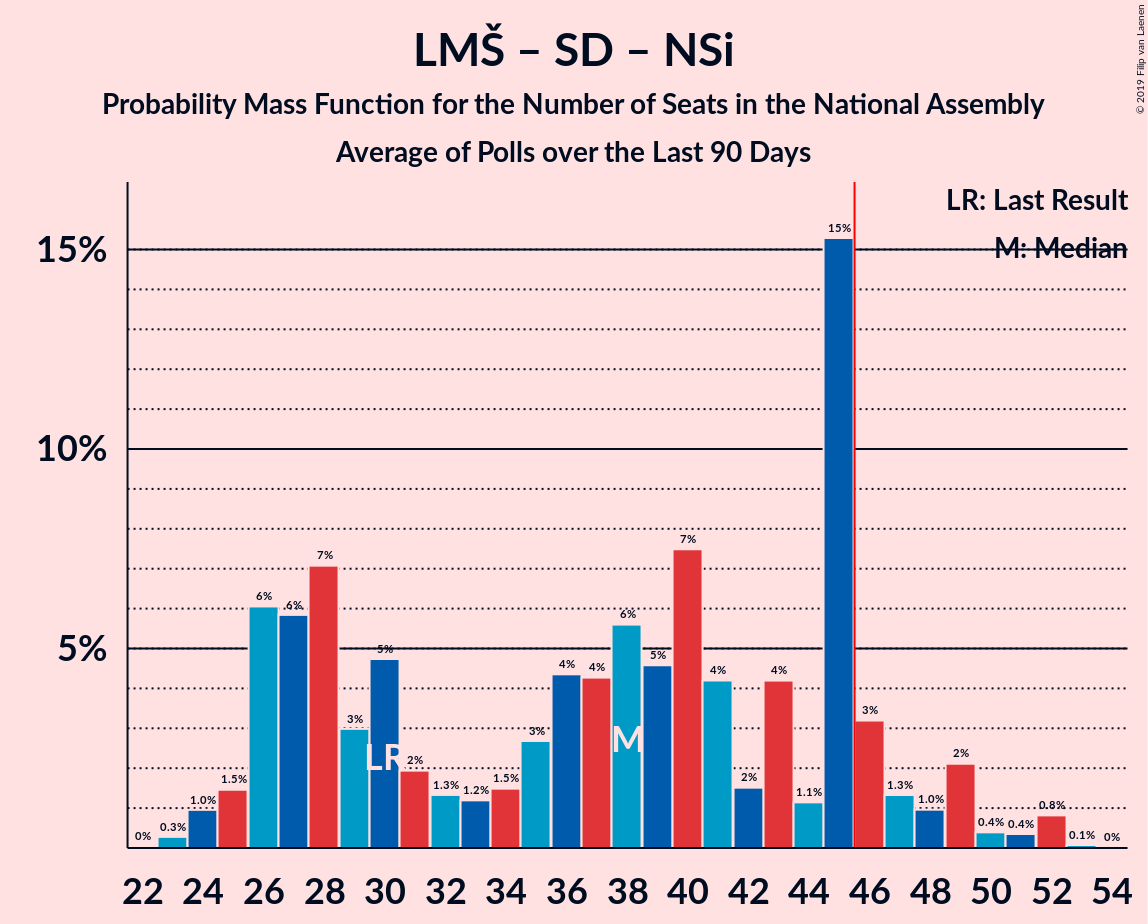 LMŠ – SD – NSi
Probability Mass Function for the Number of Seats in the National Assembly
Average of Polls over the Last 90 Days
© 2019 Filip van Laenen
LR: Last Result
M: Median
15%
10%
5%
0% 0.3% 1.0% 1.5% 6% 6% 7% 3% 5% 2% 1.3% 1.2% 1.5% 3% 4% 4% 6% 5% 7% 4% 2% 4% 1.1% 15% 3% 1.3% 1.0% 2% 0.4% 0.4% 0.8% 0.1% 0%
LR M
22 24 26 28 30 32 34 36 38 40 42 44 46 48 50 52 54